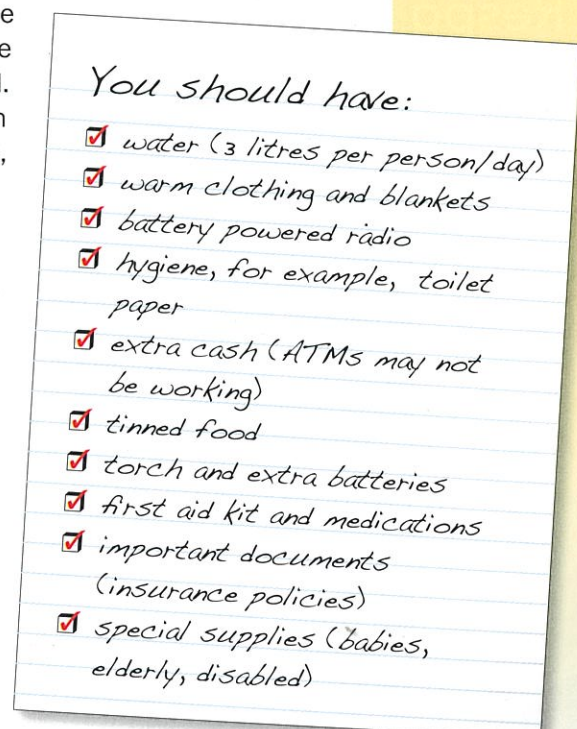 e
e
l.
n
,
You should have:
water (3 litres per person/day)
warm clothing and blankets
battery powered radio
hygiene, for example, toilet
paper
extra cash (ATMs may not
be working)
tinned food
torch and extra batteries
first aid kit and medications
important documents
(insurance policies)
special supplies (babies,
elderly, disabled)